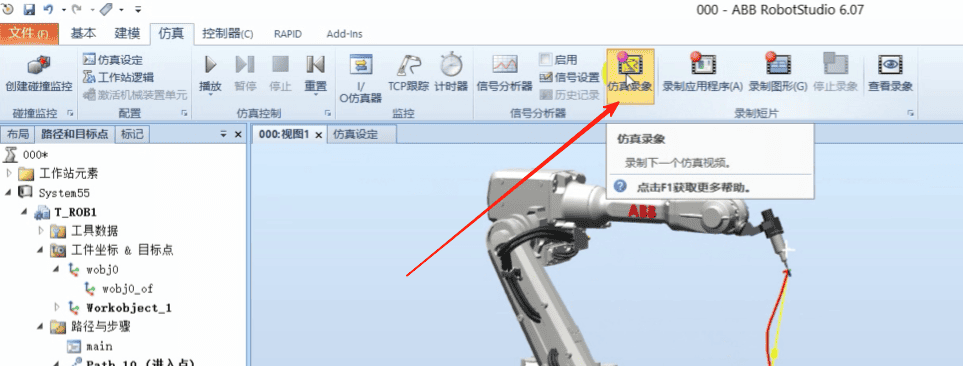 000 - ABB RobotStudio 6.07
文件(F) 基本 建模 仿真 控制器(C) RAPID Add-Ins
创建碰撞监控
仿真设定
工作站逻辑
激活机械装置单元
播放 暂停 停止 重置
I/O仿真器 TCP跟踪 计时器
信号分析器
启用
信号设置
历史记录
仿真录象 录制应用程序(A) 录制图形(G) 停止录象 查看录象
碰撞监控 配置 仿真控制 监控 信号分析器 录制短片
布局 路径和目标点 标记
000:视图1 仿真设定
仿真录象
录制下一个仿真视频。
点击F1获取更多帮助。
000*
工作站元素
System55
T_ROB1
工具数据
工件坐标 & 目标点
wobj0
wobj0_of
Workobject_1
路径与步骤
main
Path_10 (进入点)
ABB